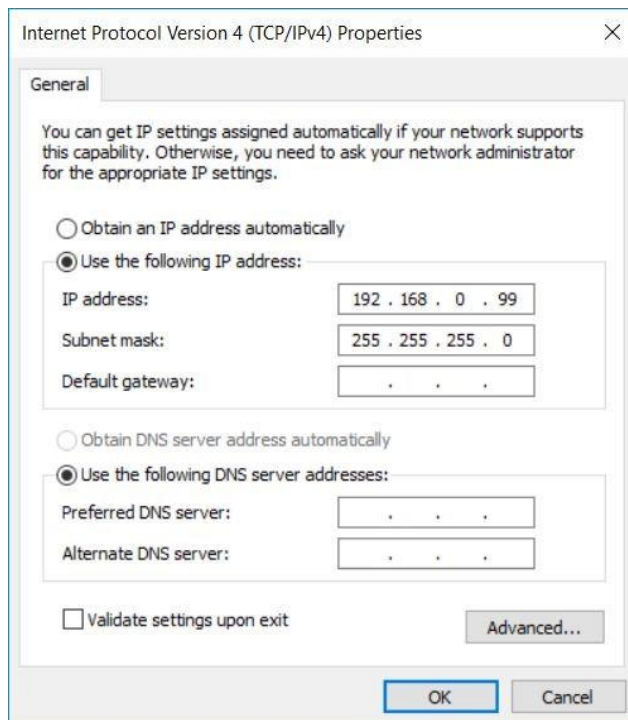 Internet Protocol Version 4 (TCP/IPv4) Properties
General
You can get IP settings assigned automatically if your network supports
this capability. Otherwise, you need to ask your network administrator
for the appropriate IP settings.
Obtain an IP address automatically
Use the following IP address:
IP address: 192 . 168 . 0 . 99
Subnet mask: 255 . 255 . 255 . 0
Default gateway: . . .
Obtain DNS server address automatically
Use the following DNS server addresses:
Preferred DNS server: . . .
Alternate DNS server: . . .
Validate settings upon exit
Advanced...
OK Cancel